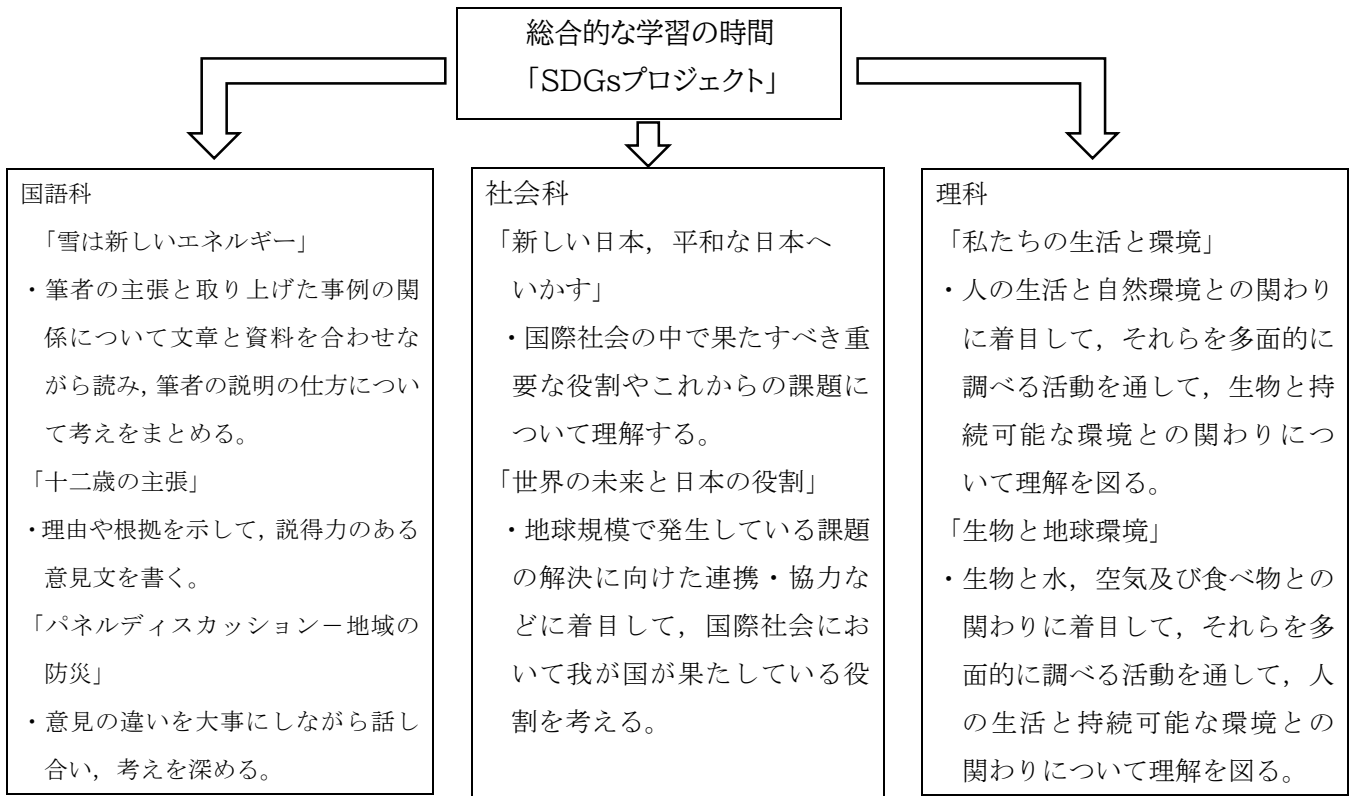 総合的な学習の時間
「SDGsプロジェクト」
国語科
「雪は新しいエネルギー」
・筆者の主張と取り上げた事例の関
係について文章と資料を合わせな
がら読み,筆者の説明の仕方につい
て考えをまとめる。
「十二歳の主張」
・理由や根拠を示して,説得力のある
意見文を書く。
「パネルディスカッション－地域の
防災」
・意見の違いを大事にしながら話し
合い，考えを深める。
社会科
「新しい日本，平和な日本へ
いかす」
・国際社会の中で果たすべき重
要な役割やこれからの課題に
ついて理解する。
「世界の未来と日本の役割」
・地球規模で発生している課題
の解決に向けた連携・協力な
どに着目して，国際社会にお
いて我が国が果たしている役
割を考える。
理科
「私たちの生活と環境」
・人の生活と自然環境との関わり
に着目して，それらを多面的に
調べる活動を通して，生物と持
続可能な環境との関わりにつ
いて理解を図る。
「生物と地球環境」
・生物と水，空気及び食べ物との
関わりに着目して，それらを多
面的に調べる活動を通して，人
の生活と持続可能な環境との
関わりについて理解を図る。